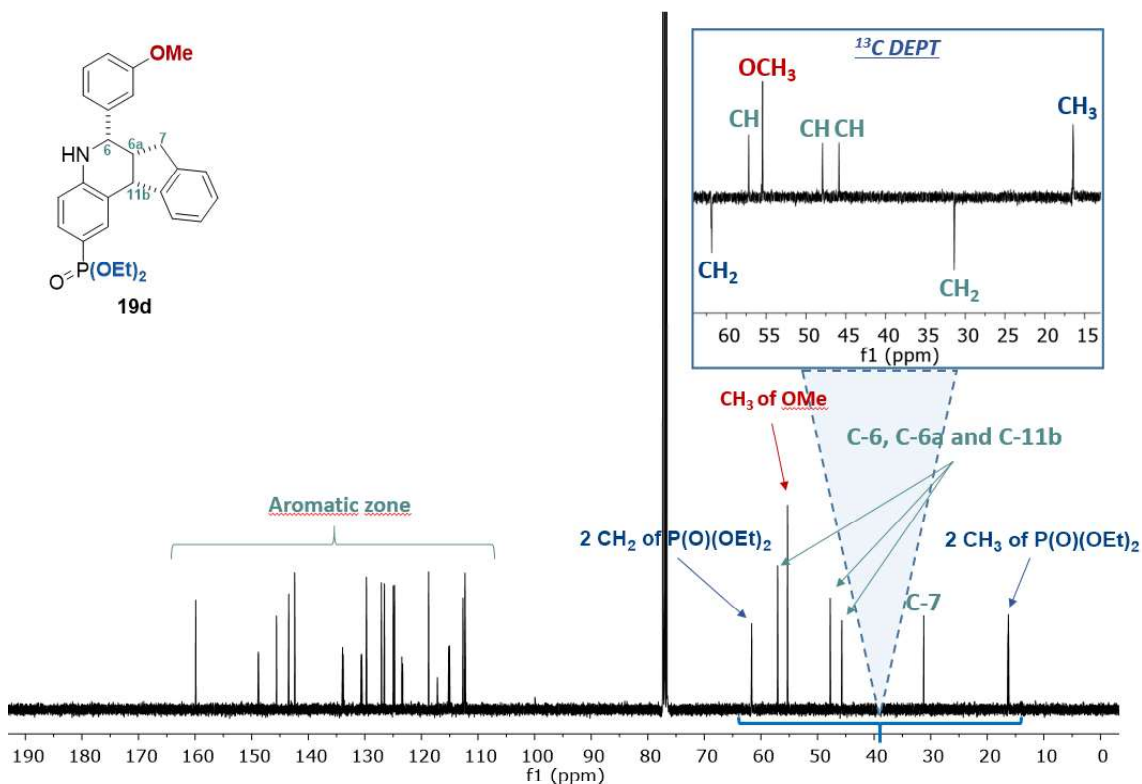 OMe
7
6a
6
HN
11b
O
P(OEt)₂
19d
¹³C DEPT
OCH₃
CH
CH CH
CH₃
CH₂
CH₂
60 55 50 45 40 35 30 25 20 15
f1 (ppm)
CH₃ of OMe
C-6, C-6a and C-11b
Aromatic zone
2 CH₂ of P(O)(OEt)₂
2 CH₃ of P(O)(OEt)₂
C-7
190 180 170 160 150 140 130 120 110 100 90 80 70 60 50 40 30 20 10 0
f1 (ppm)